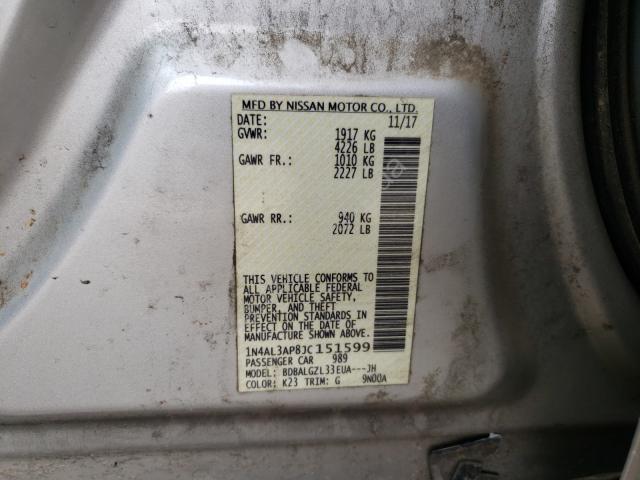 MFD BY NISSAN MOTOR CO., LTD.
DATE: 11/17
GVWR: 1917 KG
4226 LB
GAWR FR.: 1010 KG
2227 LB
GAWR RR.: 940 KG
2072 LB
THIS VEHICLE CONFORMS TO
ALL APPLICABLE FEDERAL
MOTOR VEHICLE SAFETY,
BUMPER, AND THEFT
PREVENTION STANDARDS IN
EFFECT ON THE DATE OF
MANUFACTURE SHOWN ABOVE.
1N4AL3AP8JC151599
PASSENGER CAR 989
MODEL: BDBALGZL33EUA---JH
COLOR: K23 TRIM: G 9N00A